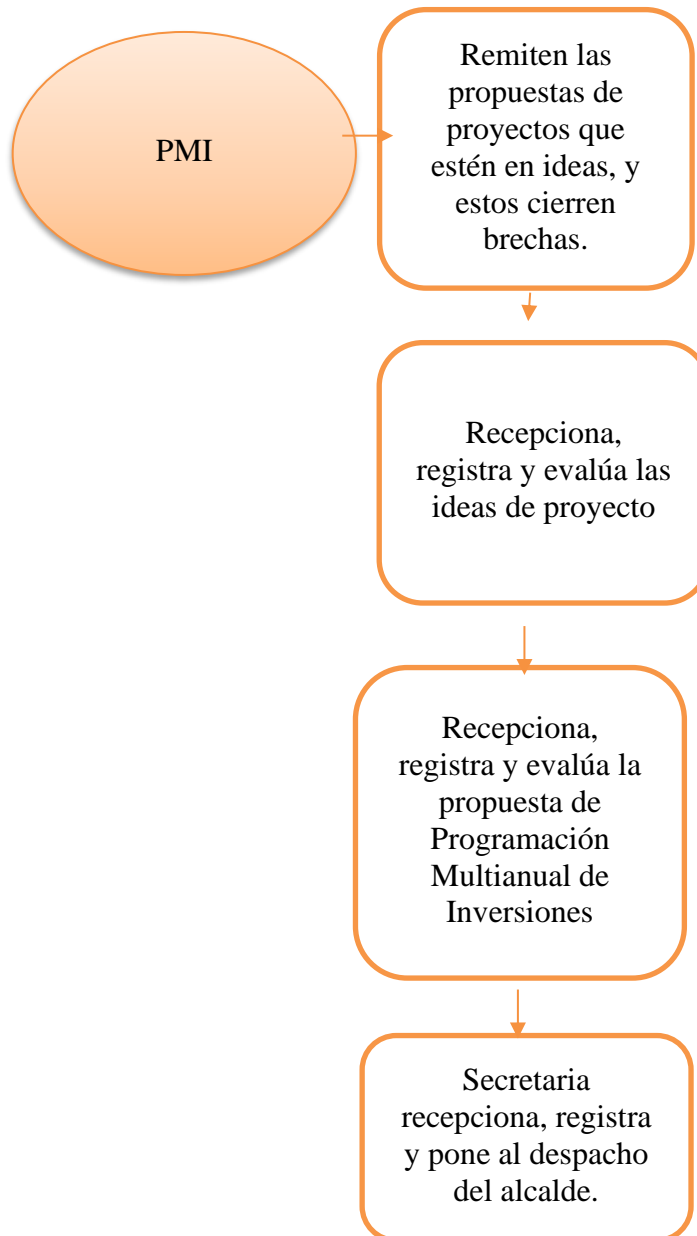 PMI
Remiten las
propuestas de
proyectos que
estén en ideas, y
estos cierren
brechas.
Recepciona,
registra y evalúa las
ideas de proyecto
Recepciona,
registra y evalúa la
propuesta de
Programación
Multianual de
Inversiones
Secretaria
recepciona, registra
y pone al despacho
del alcalde.